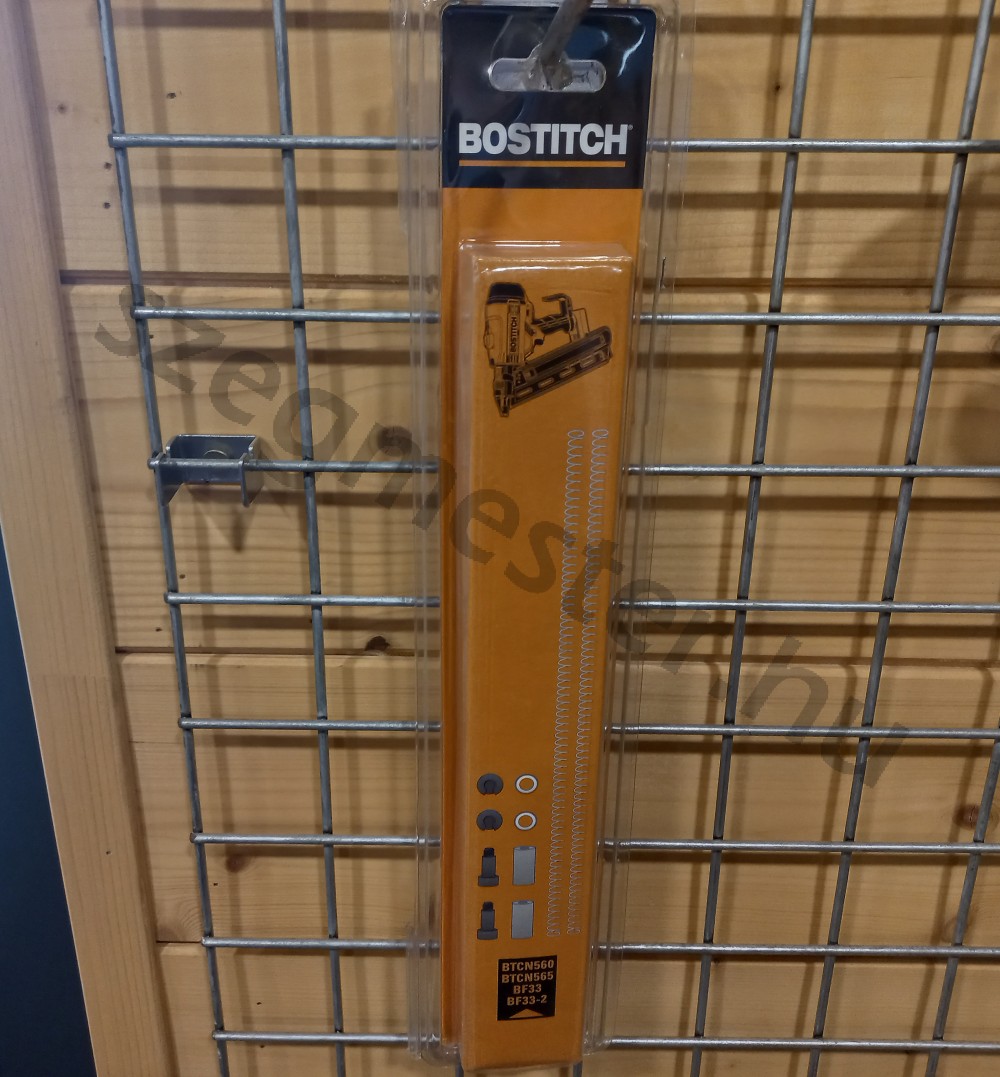 BOSTITCH
BOSTITCH
szegmester.hu
BTCN560
BTCN565
BF33
BF33-2